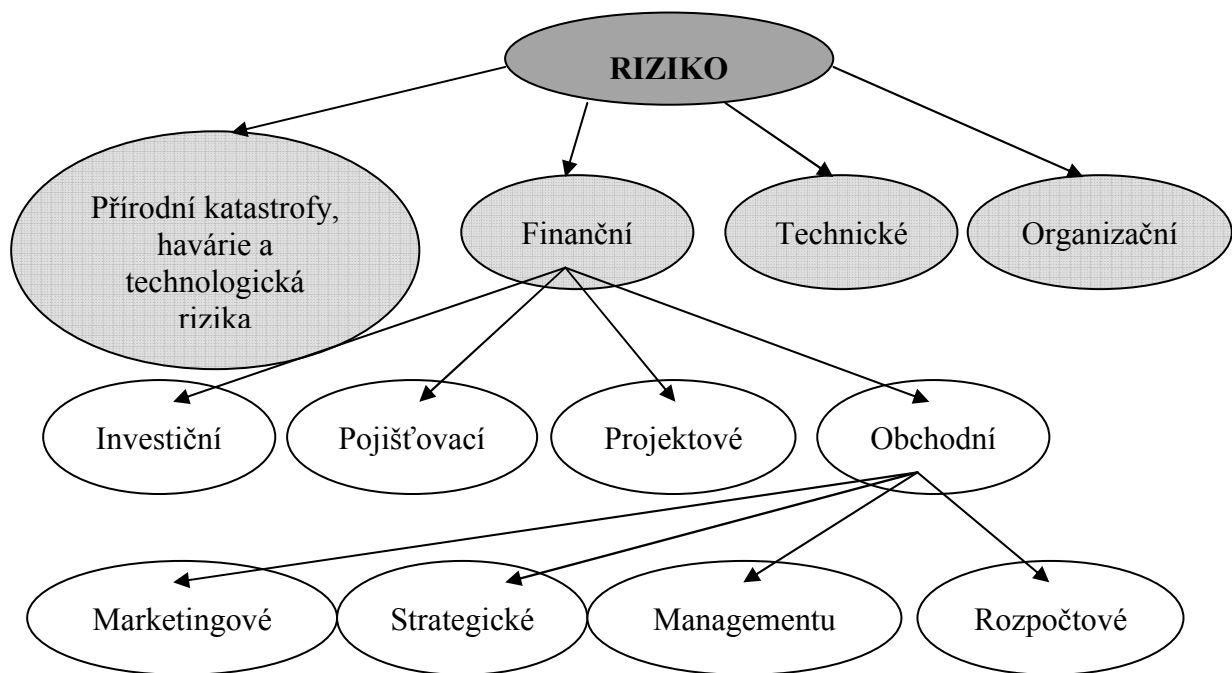 RIZIKO
Přírodní katastrofy,
havárie a
technologická
rizika
Finanční
Technické
Organizační
Investiční
Pojišťovací
Projektové
Obchodní
Marketingové
Strategické
Managementu
Rozpočtové